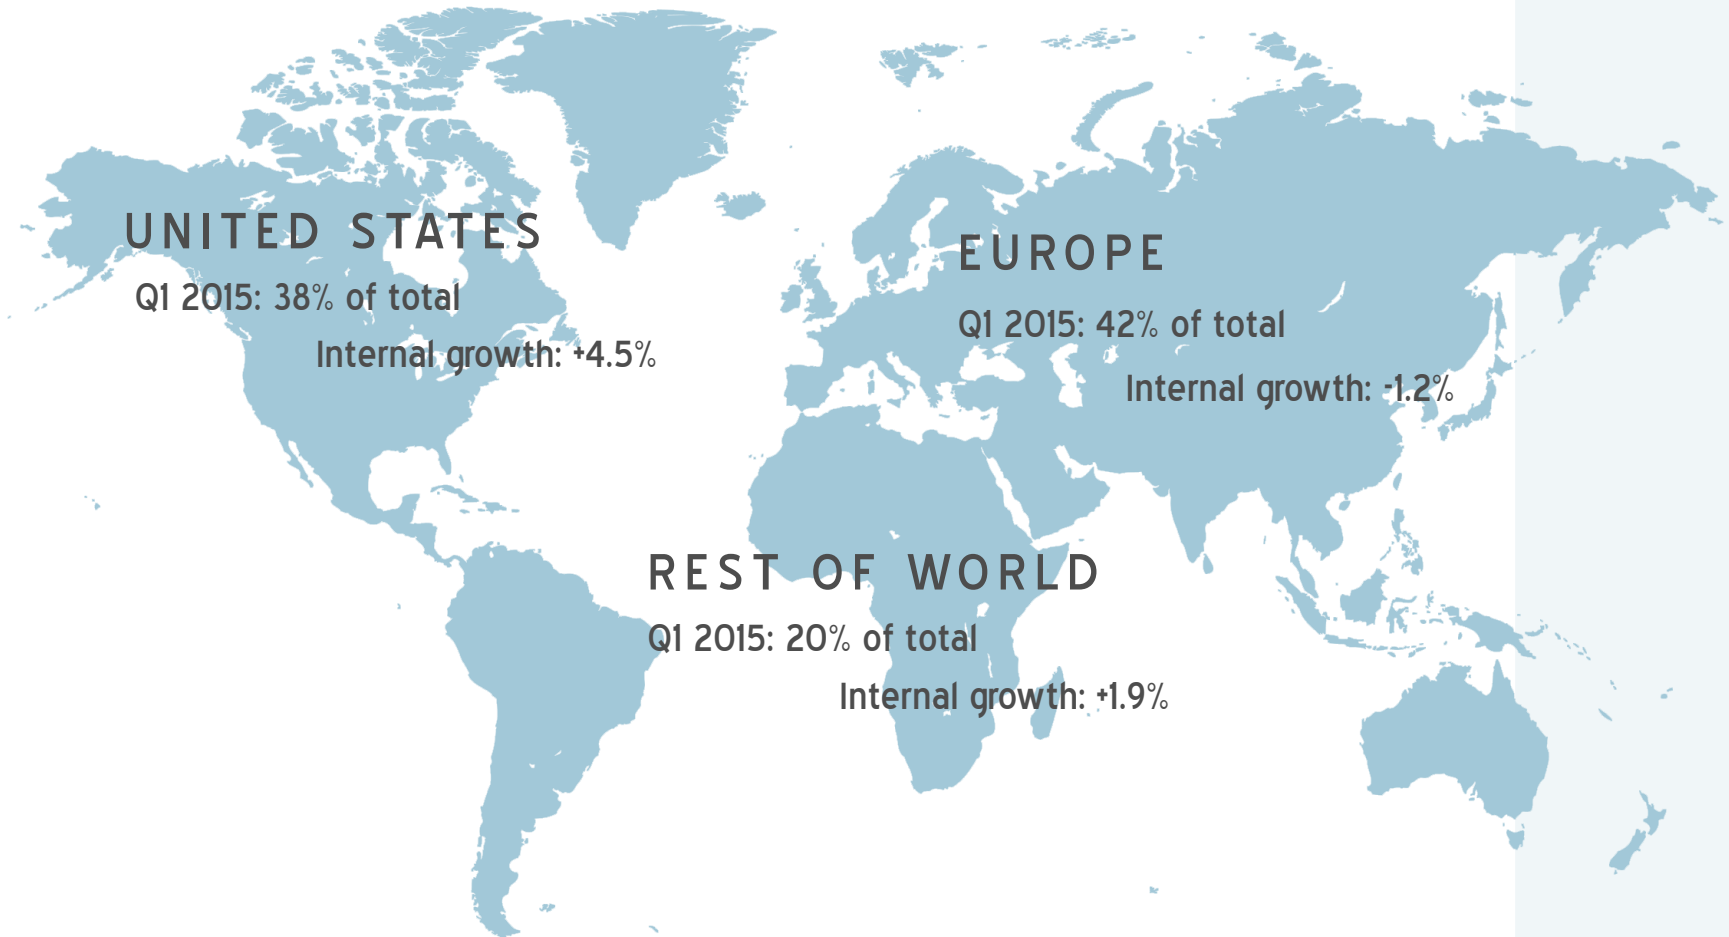 UNITED STATES
Q1 2015: 38% of total
Internal growth: +4.5%
EUROPE
Q1 2015: 42% of total
Internal growth: -1.2%
REST OF WORLD
Q1 2015: 20% of total
Internal growth: +1.9%